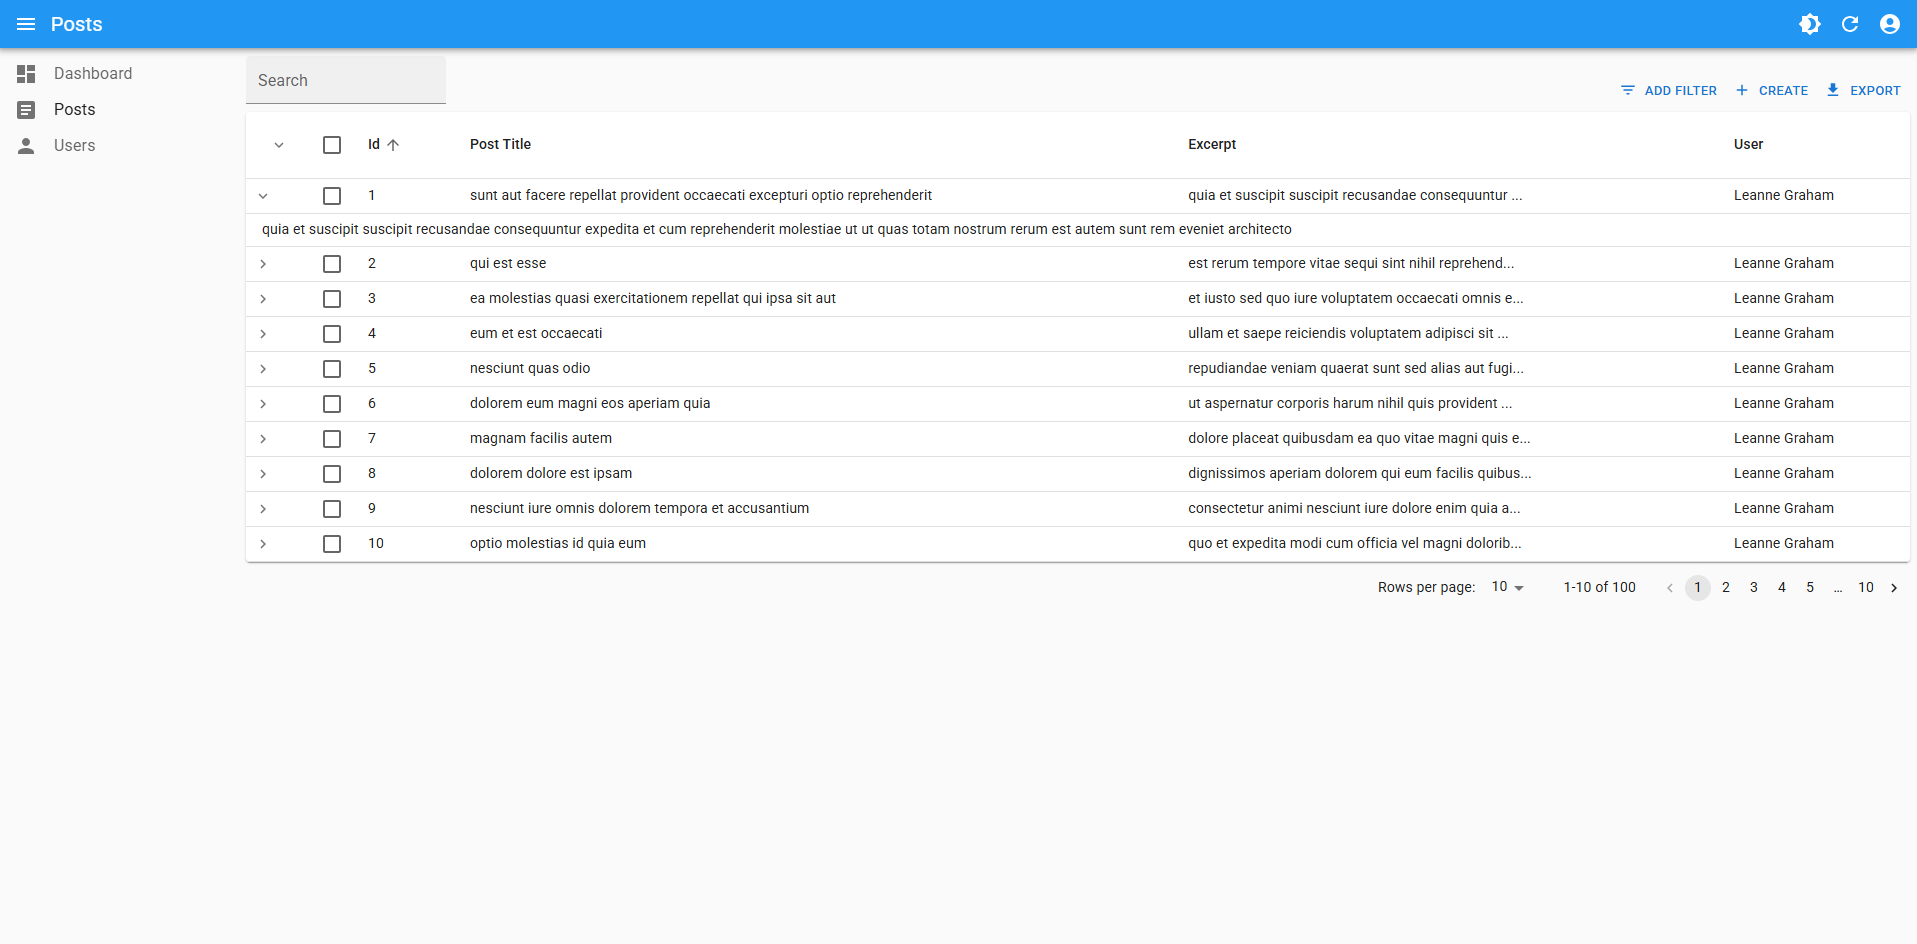 Posts
Dashboard
Posts
Users
Search
ADD FILTER CREATE EXPORT
Id Post Title Excerpt User
1 sunt aut facere repellat provident occaecati excepturi optio reprehenderit quia et suscipit suscipit recusandae consequuntur ... Leanne Graham
quia et suscipit suscipit recusandae consequuntur expedita et cum reprehenderit molestiae ut ut quas totam nostrum rerum est autem sunt rem eveniet architecto
2 qui est esse est rerum tempore vitae sequi sint nihil reprehend... Leanne Graham
3 ea molestias quasi exercitationem repellat qui ipsa sit aut et iusto sed quo iure voluptatem occaecati omnis e... Leanne Graham
4 eum et est occaecati ullam et saepe reiciendis voluptatem adipisci sit ... Leanne Graham
5 nesciunt quas odio repudiandae veniam quaerat sunt sed alias aut fugi... Leanne Graham
6 dolorem eum magni eos aperiam quia ut aspernatur corporis harum nihil quis provident ... Leanne Graham
7 magnam facilis autem dolore placeat quibusdam ea quo vitae magni quis e... Leanne Graham
8 dolorem dolore est ipsam dignissimos aperiam dolorem qui eum facilis quibus... Leanne Graham
9 nesciunt iure omnis dolorem tempora et accusantium consectetur animi nesciunt iure dolore enim quia a... Leanne Graham
10 optio molestias id quia eum quo et expedita modi cum officia vel magni dolorib... Leanne Graham
Rows per page: 10 1-10 of 100 1 2 3 4 5 ... 10